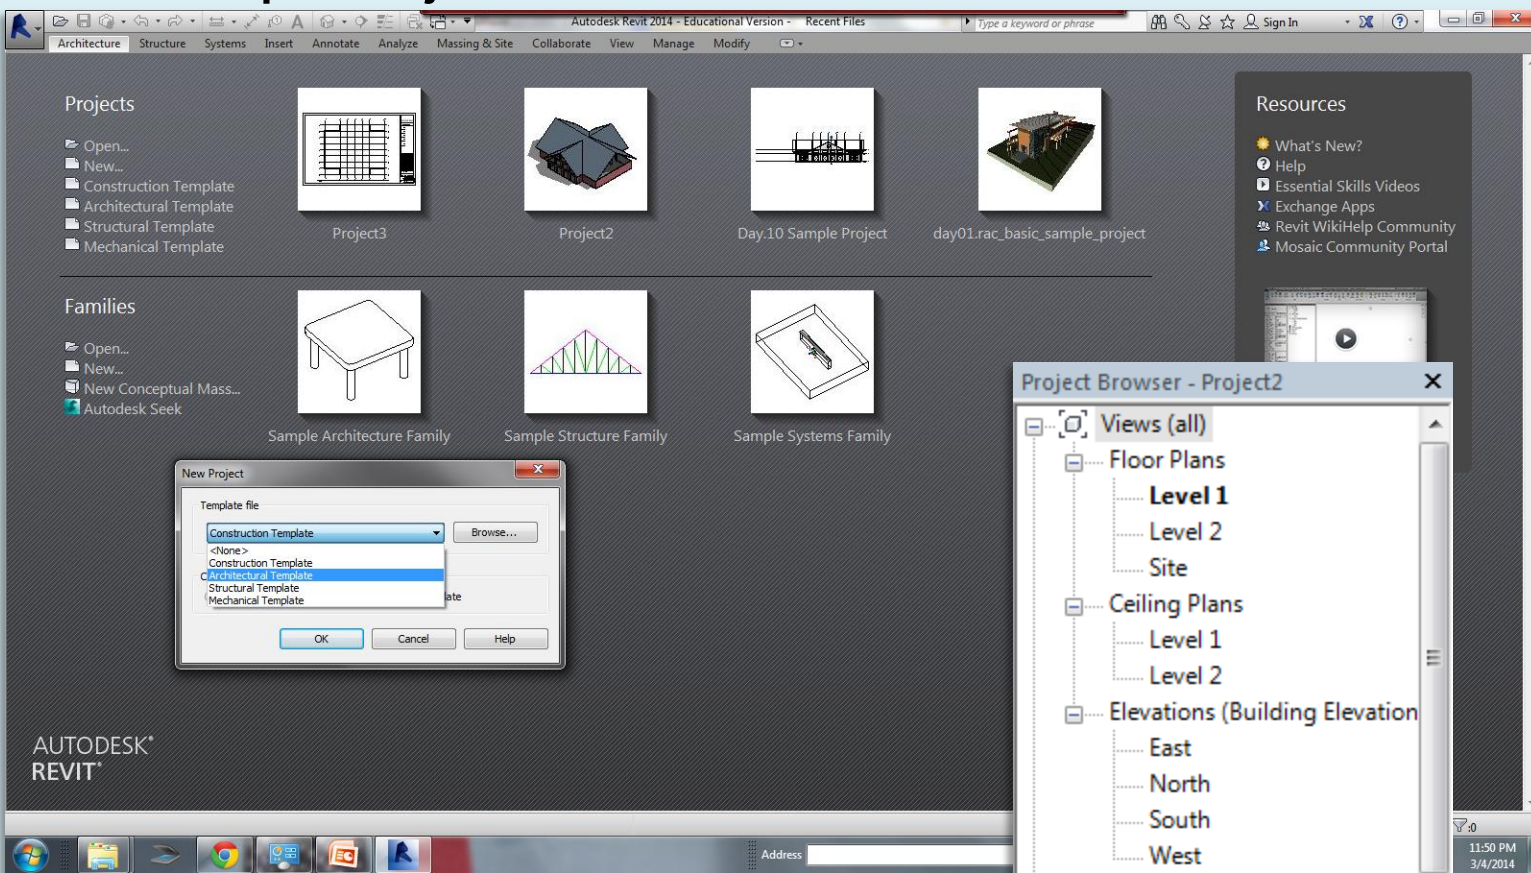 Autodesk Revit 2014 - Educational Version - Recent Files
Type a keyword or phrase
Sign In
Architecture Structure Systems Insert Annotate Analyze Massing & Site Collaborate View Manage Modify
Projects
Open...
New...
Construction Template
Architectural Template
Structural Template
Mechanical Template
Project3
Project2
Day.10 Sample Project
day01.rac_basic_sample_project
Resources
What's New?
Help
Essential Skills Videos
Exchange Apps
Revit WikiHelp Community
Mosaic Community Portal
Families
Open...
New...
New Conceptual Mass...
Autodesk Seek
Sample Architecture Family
Sample Structure Family
Sample Systems Family
New Project
Template file
Construction Template
Browse...
<None>
Construction Template
Architectural Template
Structural Template
Mechanical Template
late
OK
Cancel
Help
Project Browser - Project2
Views (all)
Floor Plans
Level 1
Level 2
Site
Ceiling Plans
Level 1
Level 2
Elevations (Building Elevation
East
North
South
West
AUTODESK®
REVIT®
:0
Address
11:50 PM
3/4/2014